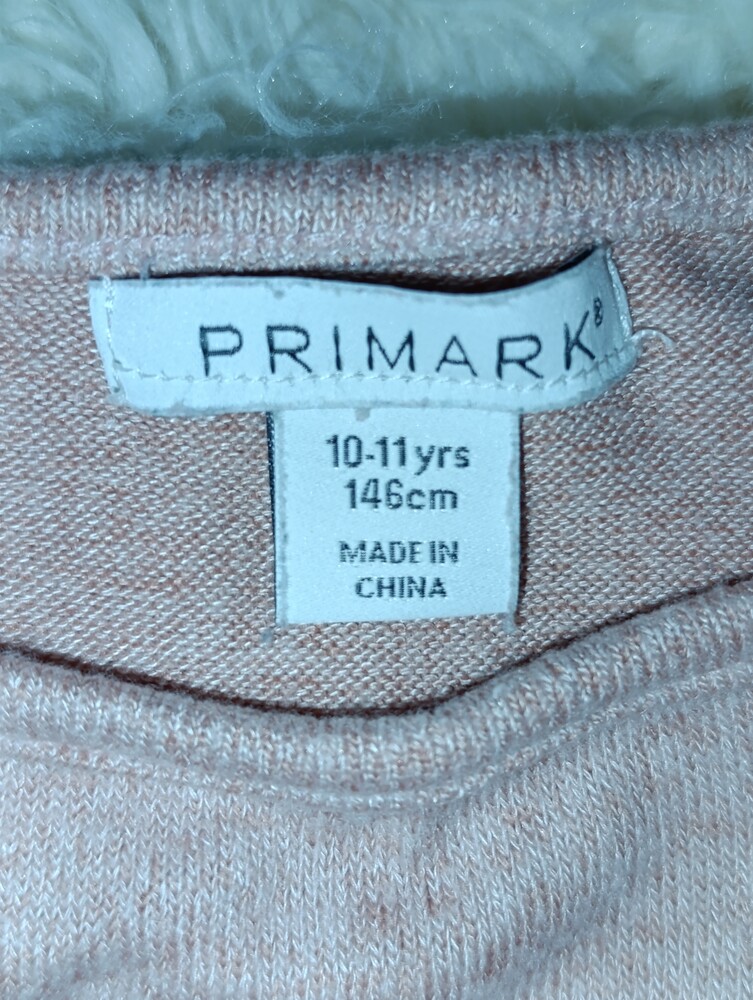 PRIMARK®
10-11yrs
146cm
MADE IN
CHINA